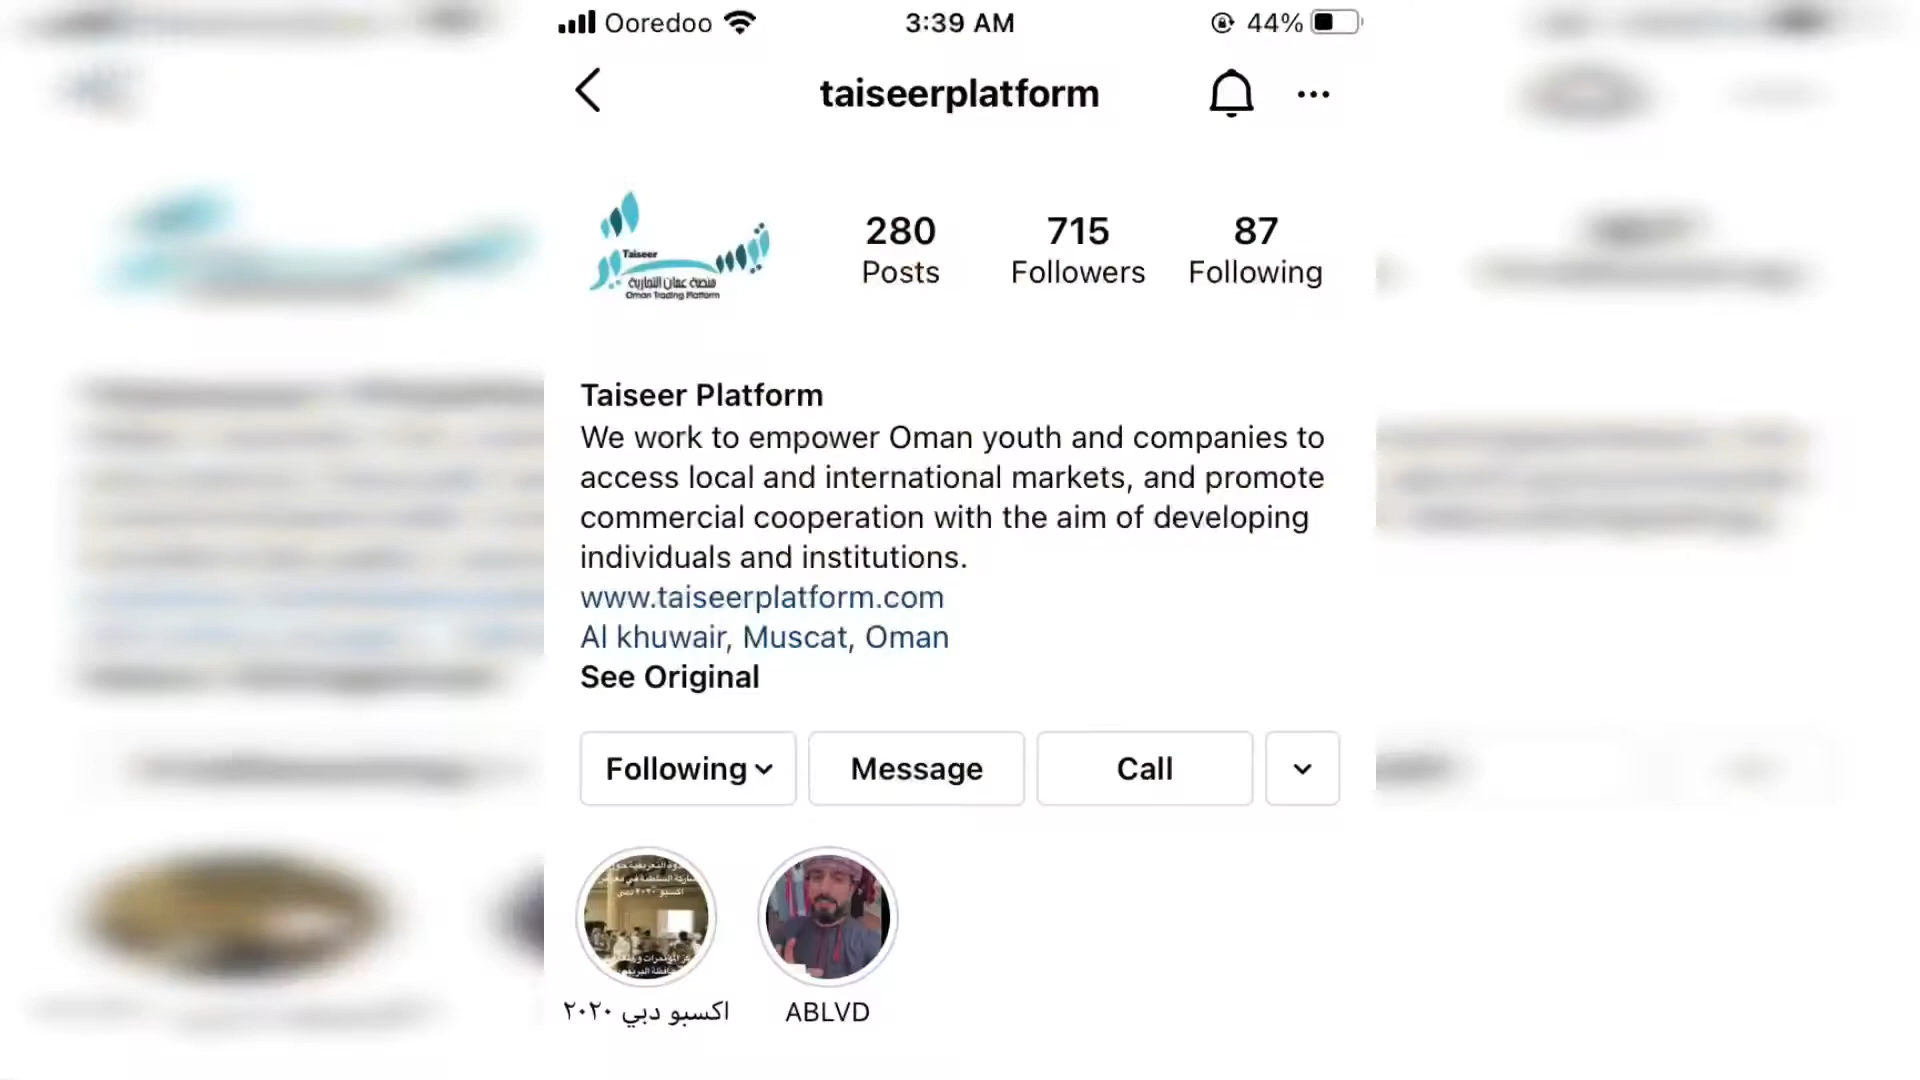 Ooredoo
3:39 AM
44%
taiseerplatform
280
Posts
715
Followers
87
Following
Taiseer
منصة عمان التجارية
Oman Trading Platform
Taiseer Platform
We work to empower Oman youth and companies to
access local and international markets, and promote
commercial cooperation with the aim of developing
individuals and institutions.
www.taiseerplatform.com
Al khuwair, Muscat, Oman
See Original
Following
Message
Call
اكسبو ٢٠٢٠ دبي
اكسبو دبي ٢٠٢٠
ABLVD